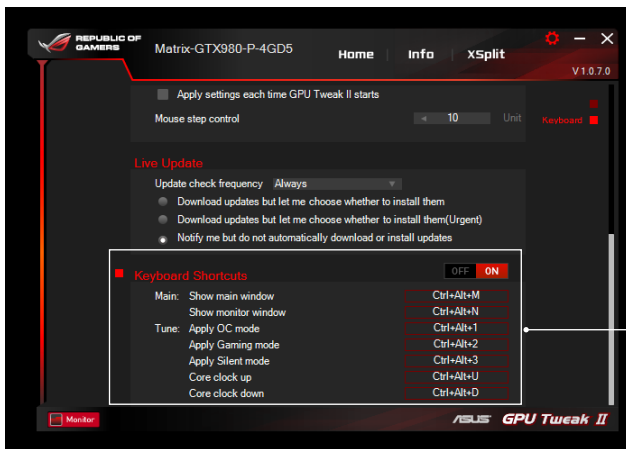 REPUBLIC OF
GAMERS
Matrix-GTX980-P-4GD5
Home Info XSplit
V 1.0.7.0
Apply settings each time GPU Tweak II starts
Mouse step control 10 Unit
Keyboard
Live Update
Update check frequency Always
Download updates but let me choose whether to install them
Download updates but let me choose whether to install them(Urgent)
Notify me but do not automatically download or install updates
Keyboard Shortcuts OFF ON
Main: Show main window Ctrl+Alt+M
Show monitor window Ctrl+Alt+N
Tune: Apply OC mode Ctrl+Alt+1
Apply Gaming mode Ctrl+Alt+2
Apply Silent mode Ctrl+Alt+3
Core clock up Ctrl+Alt+U
Core clock down Ctrl+Alt+D
Monitor
ASUS GPU Tweak II